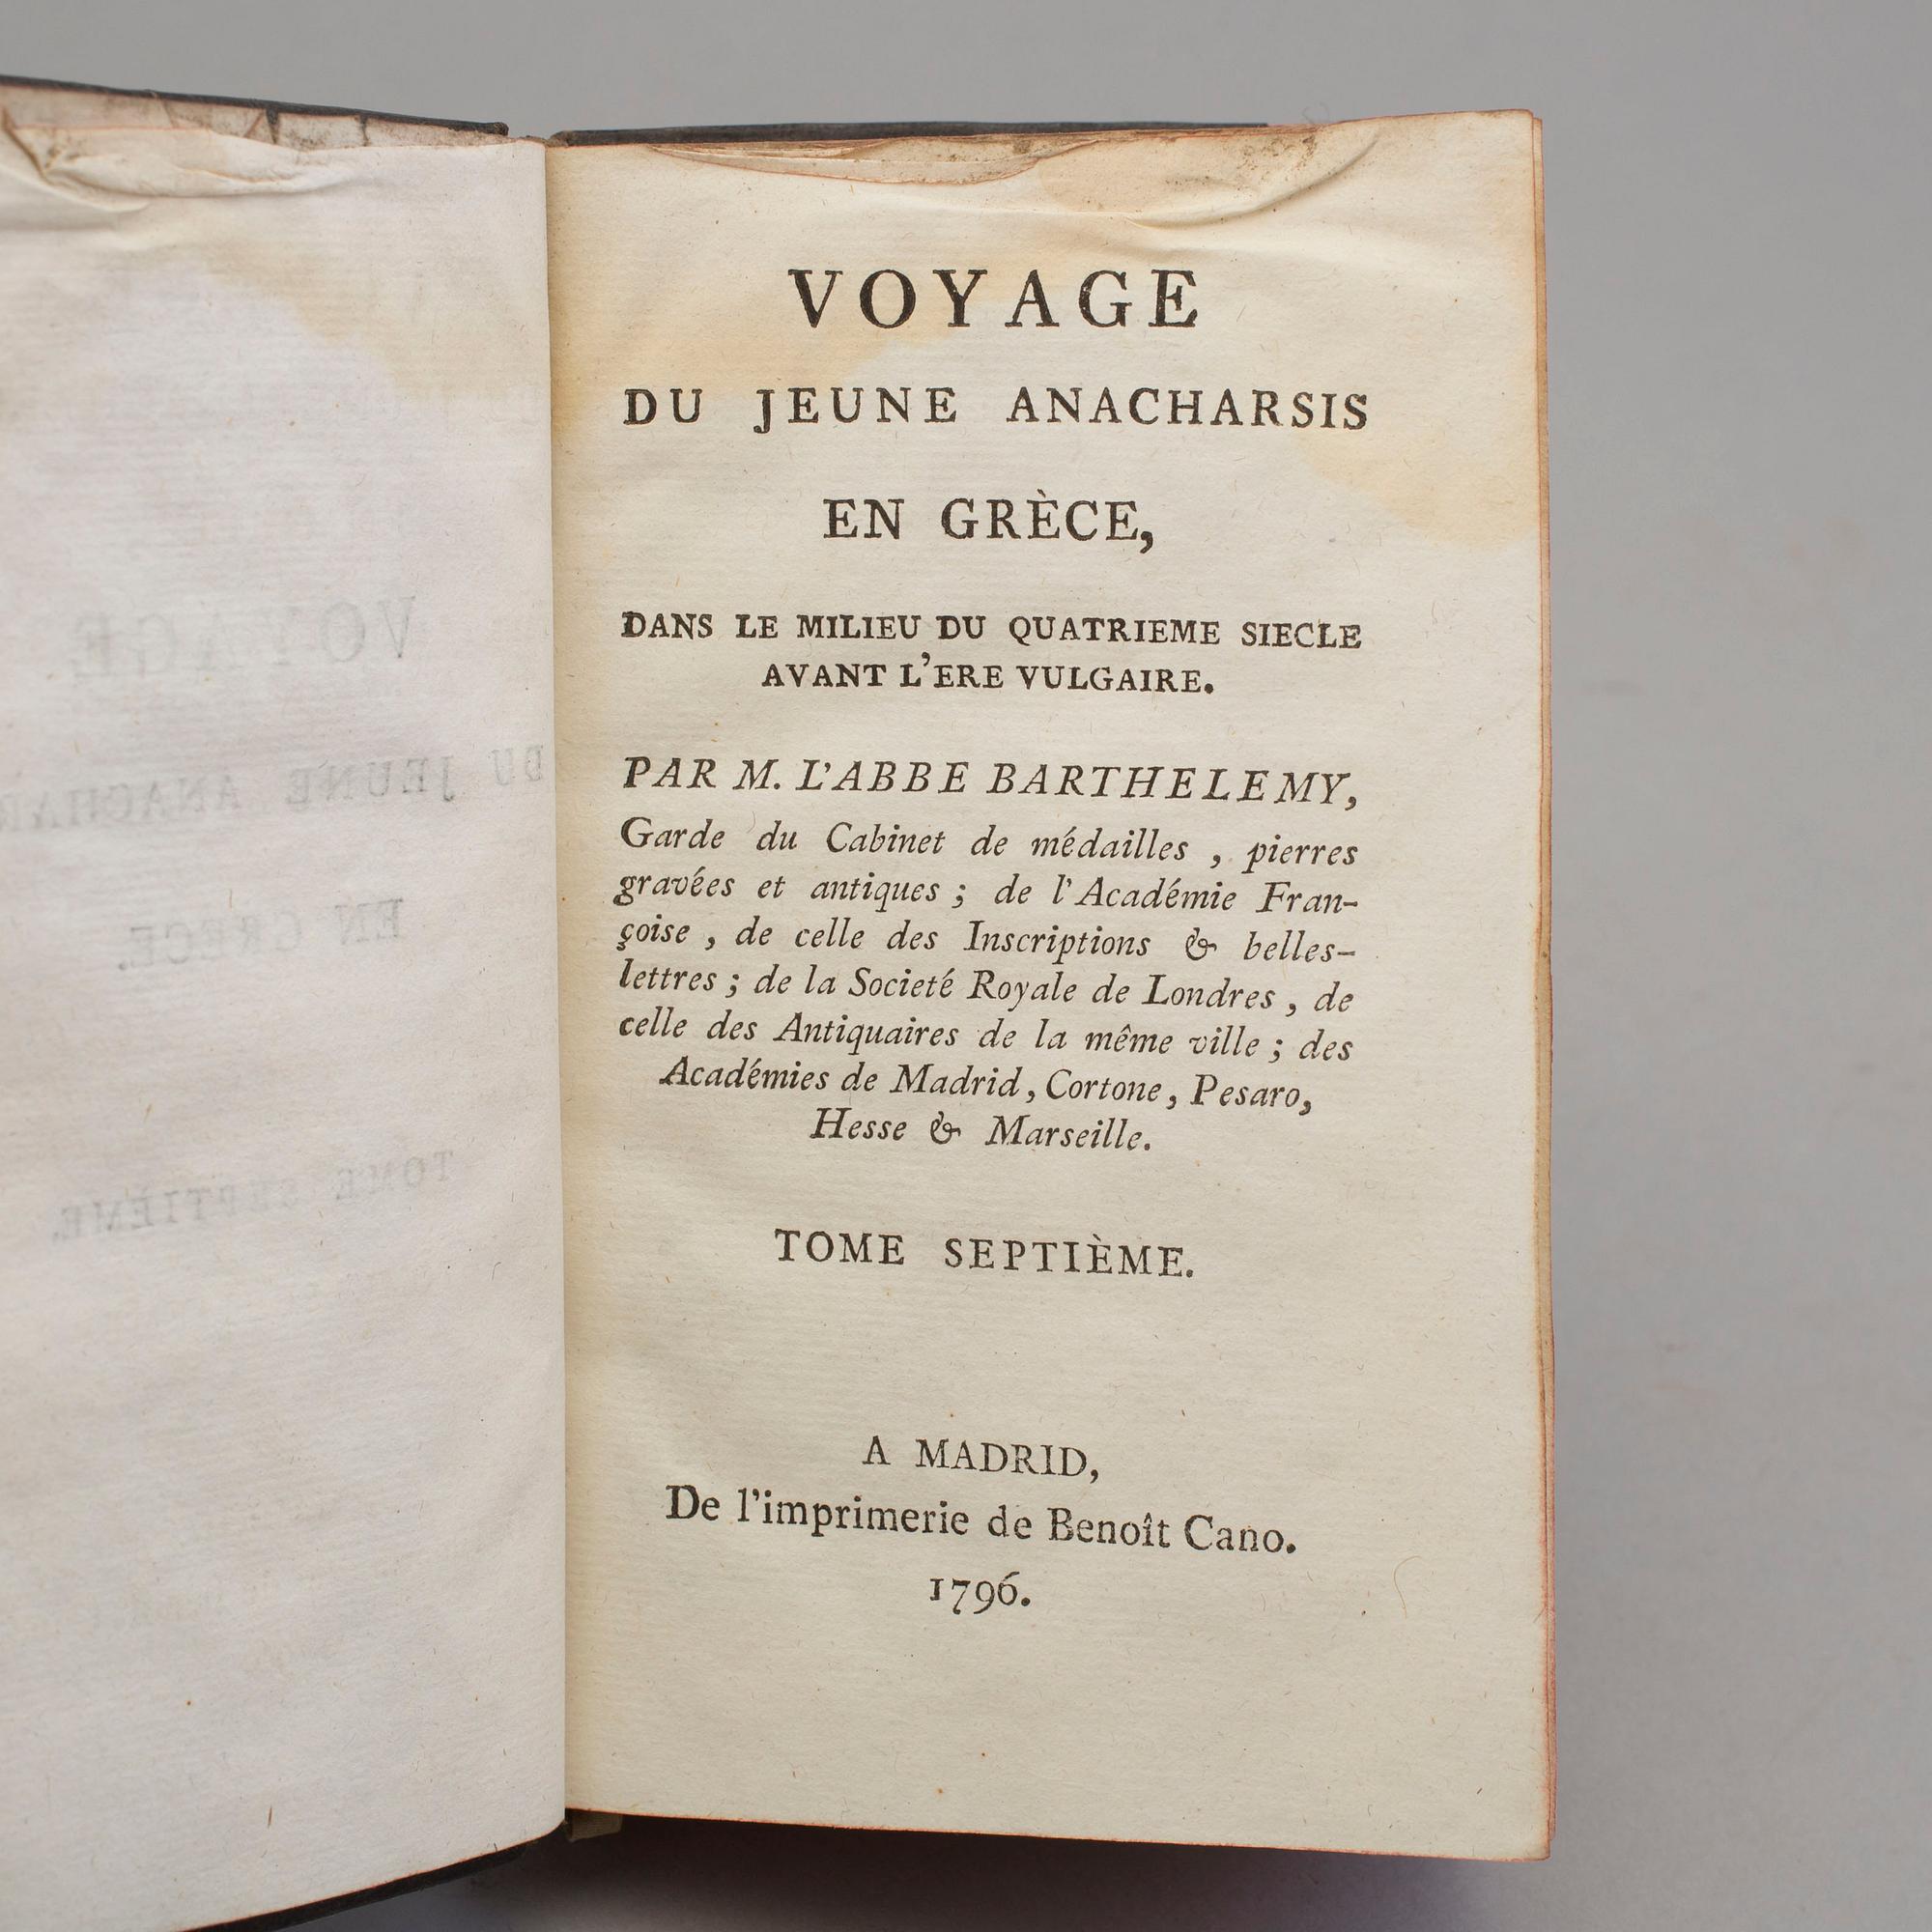 VOYAGE
DU JEUNE ANACHARSIS
EN GRÈCE,
DANS LE MILIEU DU QUATRIEME SIECLE
AVANT L'ERE VULGAIRE.
PAR M. L'ABBE BARTHELEMY,
Garde du Cabinet de médailles , pierres
gravées et antiques ; de l'Académie Fran-
çoise , de celle des Inscriptions & belles-
lettres ; de la Societé Royale de Londres , de
celle des Antiquaires de la même ville ; des
Académies de Madrid, Cortone, Pesaro,
Hesse & Marseille.
TOME SEPTIÈME.
A MADRID,
De l'imprimerie de Benoît Cano.
1796.